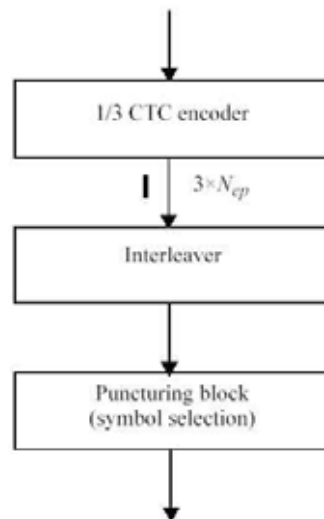 1/3 CTC encoder
3×N_ep
Interleaver
Puncturing block
(symbol selection)